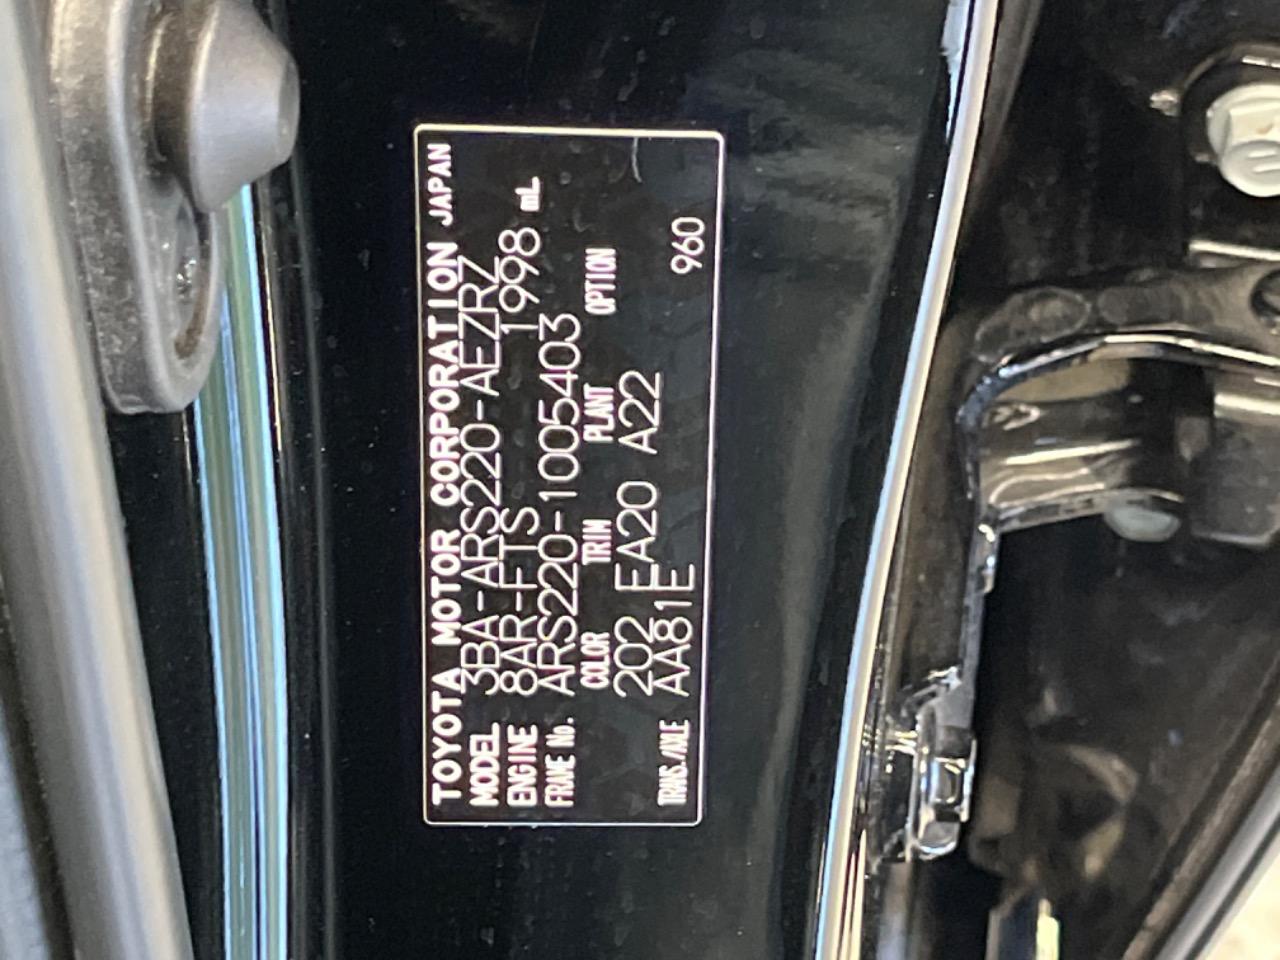 TOYOTA MOTOR CORPORATION JAPAN
MODEL 3BA-ARS220-AEZRZ
ENGINE 8AR-FTS 1998 mL
FRAME No. ARS220-1005403
COLOR TRIM PLANT OPTION
202 EA20 A22
TRANS./AXLE AA81E 960